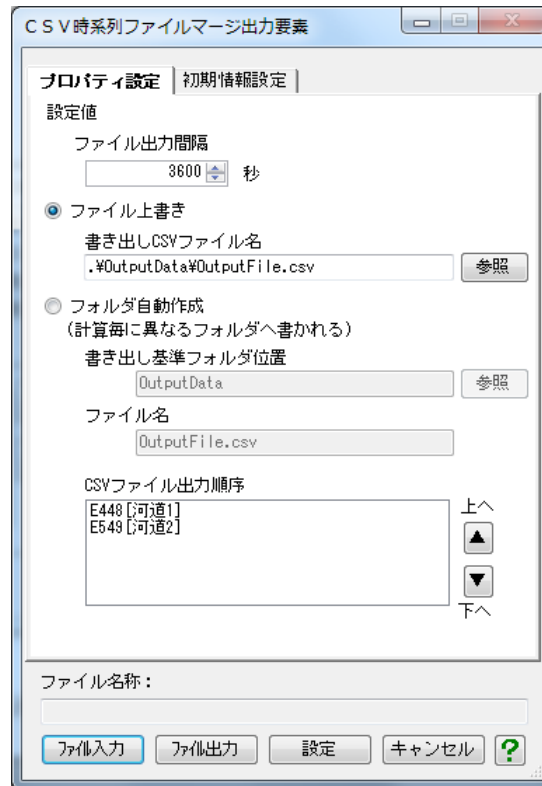 ＣＳＶ時系列ファイルマージ出力要素
プロパティ設定 初期情報設定
設定値
ファイル出力間隔
3600 秒
ファイル上書き
書き出しCSVファイル名
.¥OutputData¥OutputFile.csv 参照
フォルダ自動作成
(計算毎に異なるフォルダへ書かれる)
書き出し基準フォルダ位置
OutputData 参照
ファイル名
OutputFile.csv
CSVファイル出力順序
E448[河道1]
E549[河道2]
上へ
下へ
ファイル名称：
ﾌｧｲﾙ入力 ﾌｧｲﾙ出力 設定 キャンセル ?